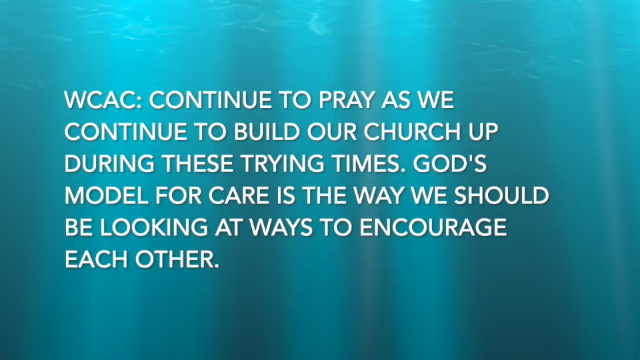 WCAC: CONTINUE TO PRAY AS WE
CONTINUE TO BUILD OUR CHURCH UP
DURING THESE TRYING TIMES. GOD'S
MODEL FOR CARE IS THE WAY WE SHOULD
BE LOOKING AT WAYS TO ENCOURAGE
EACH OTHER.